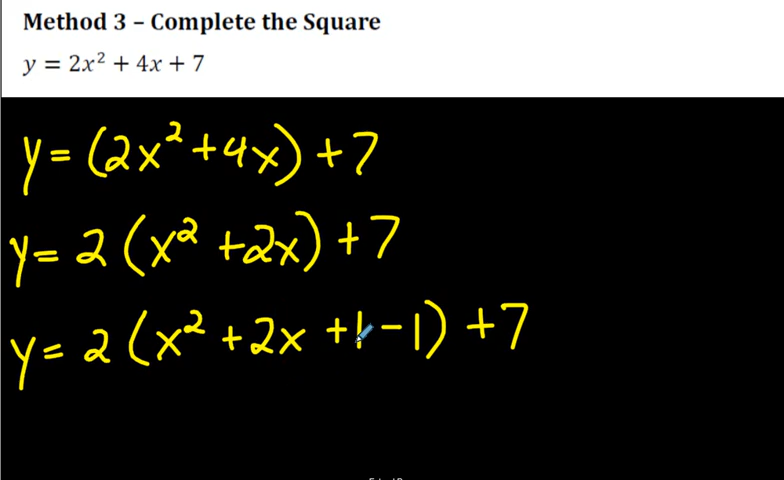 Method 3 – Complete the Square
y = 2x² + 4x + 7
y = (2x² + 4x) + 7
y = 2 (x² + 2x) + 7
y = 2 (x² + 2x + 1 - 1) + 7